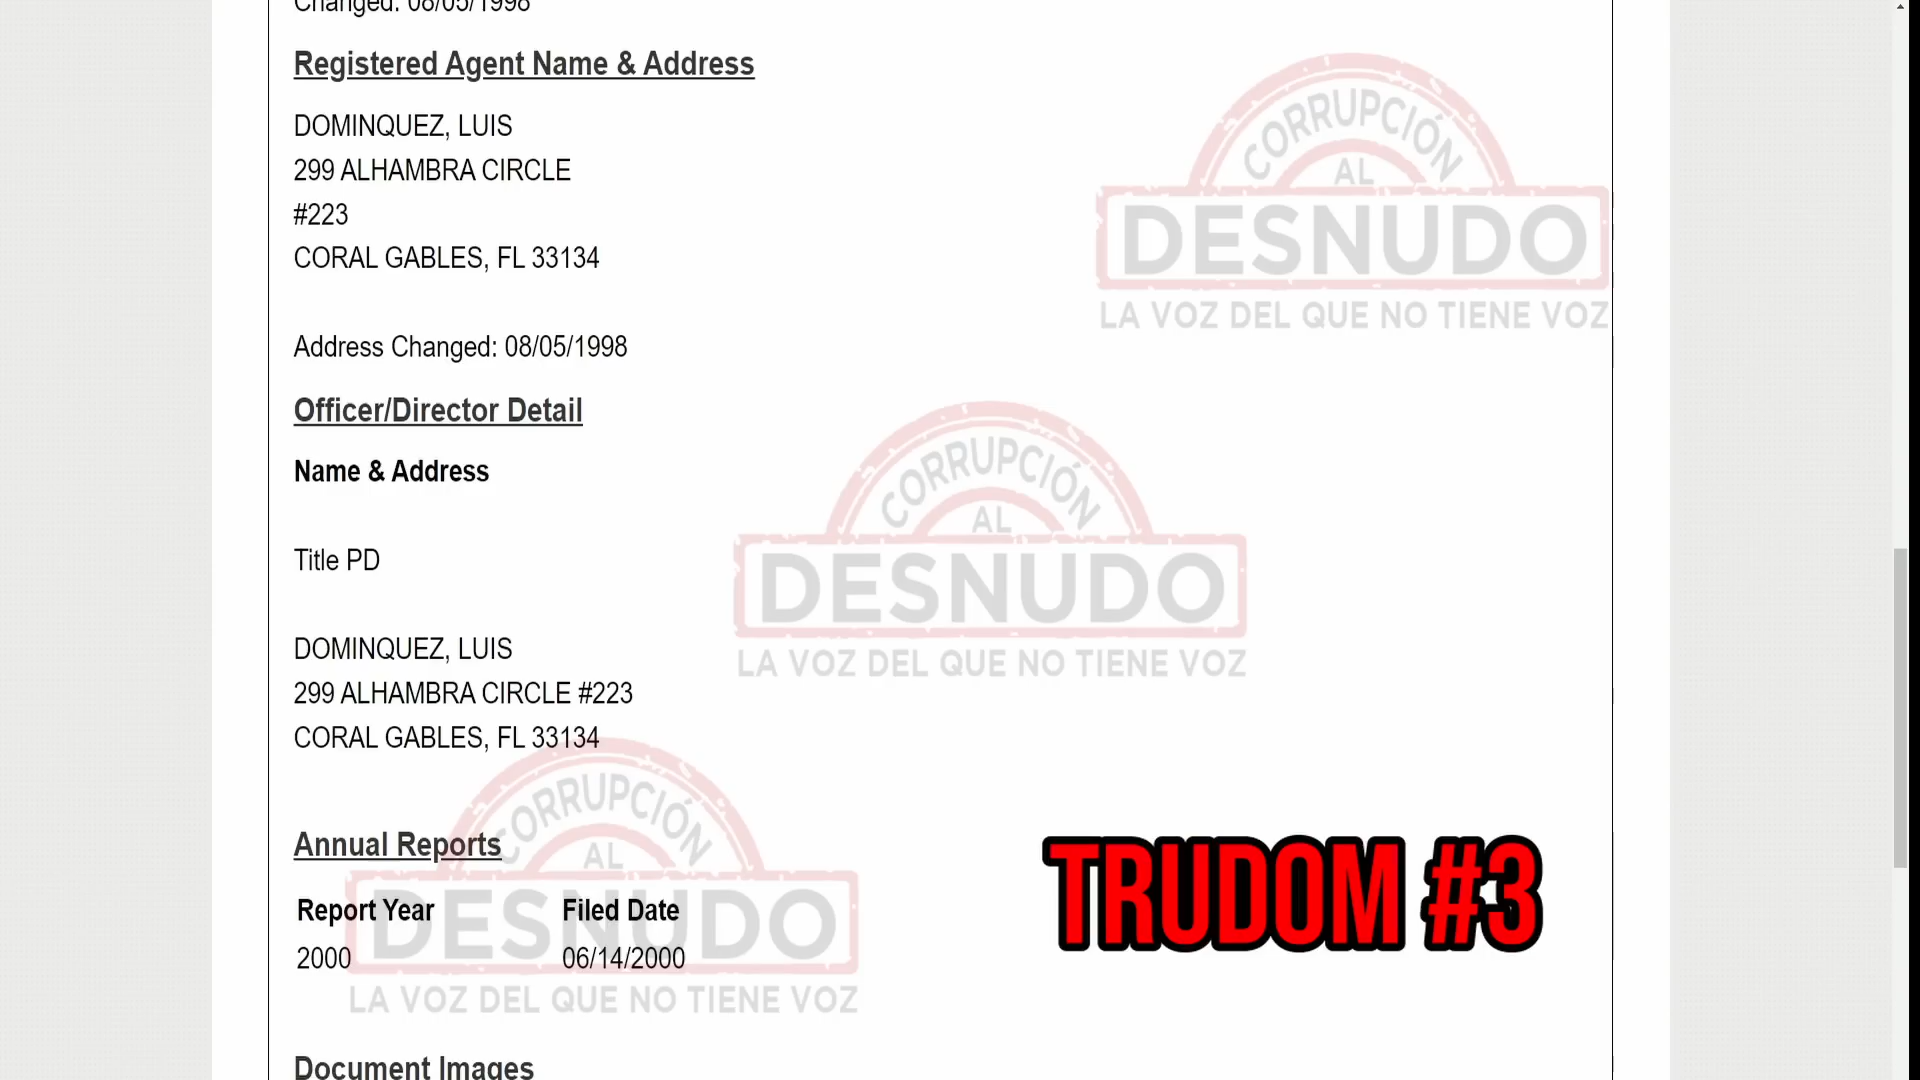 Changed: 08/05/1998
Registered Agent Name & Address
DOMINQUEZ, LUIS
299 ALHAMBRA CIRCLE
#223
CORAL GABLES, FL 33134
Address Changed: 08/05/1998
Officer/Director Detail
Name & Address
Title PD
DOMINQUEZ, LUIS
299 ALHAMBRA CIRCLE #223
CORAL GABLES, FL 33134
Annual Reports
Report Year Filed Date
2000 06/14/2000
Document Images
CORRUPCIÓN
AL
DESNUDO
LA VOZ DEL QUE NO TIENE VOZ
CORRUPCIÓN
AL
DESNUDO
LA VOZ DEL QUE NO TIENE VOZ
CORRUPCIÓN
AL
DESNUDO
LA VOZ DEL QUE NO TIENE VOZ
TRUDOM #3